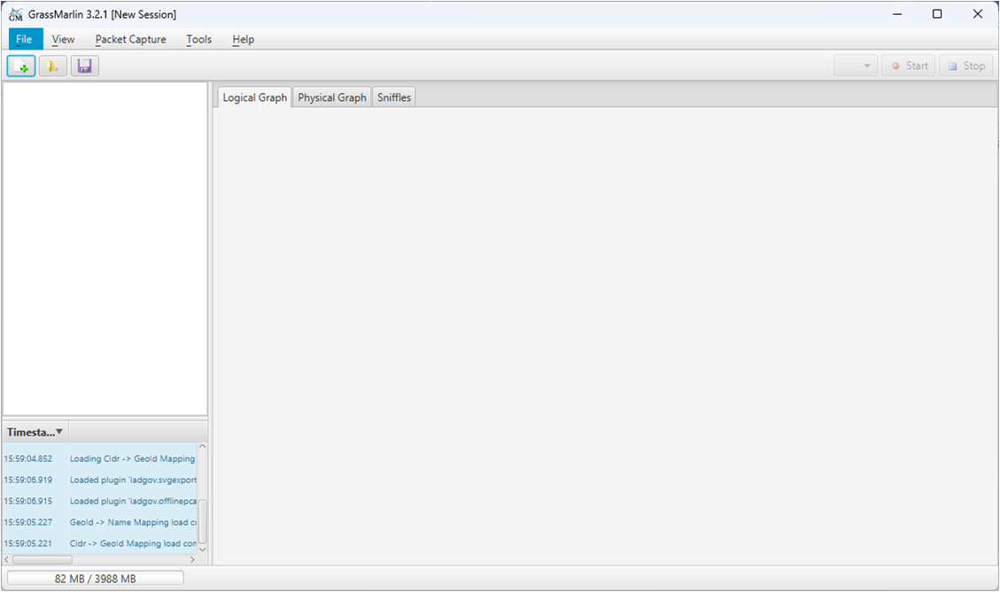 GM GrassMarlin 3.2.1 [New Session]
File View Packet Capture Tools Help
Start Stop
Logical Graph Physical Graph Sniffles
Timesta...
15:59:04.852 Loading Cidr -> GeoId Mapping
15:59:06.919 Loaded plugin 'iadgov.svgexport
15:59:06.915 Loaded plugin 'iadgov.offlinepca
15:59:05.227 GeoId -> Name Mapping load c
15:59:05.221 Cidr -> GeoId Mapping load com
82 MB / 3988 MB